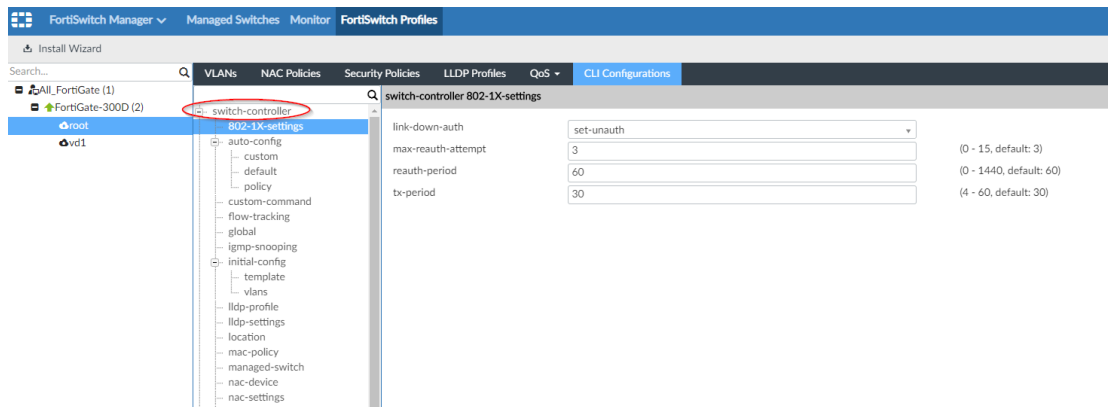 FortiSwitch Manager Managed Switches Monitor FortiSwitch Profiles
Install Wizard
Search...
All_FortiGate (1)
FortiGate-300D (2)
root
vd1
VLANs NAC Policies Security Policies LLDP Profiles QoS CLI Configurations
switch-controller
802-1X-settings
auto-config
custom
default
policy
custom-command
flow-tracking
global
igmp-snooping
initial-config
template
vlans
lldp-profile
lldp-settings
location
mac-policy
managed-switch
nac-device
nac-settings
switch-controller 802-1X-settings
link-down-auth set-unauth
max-reauth-attempt 3 (0 - 15, default: 3)
reauth-period 60 (0 - 1440, default: 60)
tx-period 30 (4 - 60, default: 30)